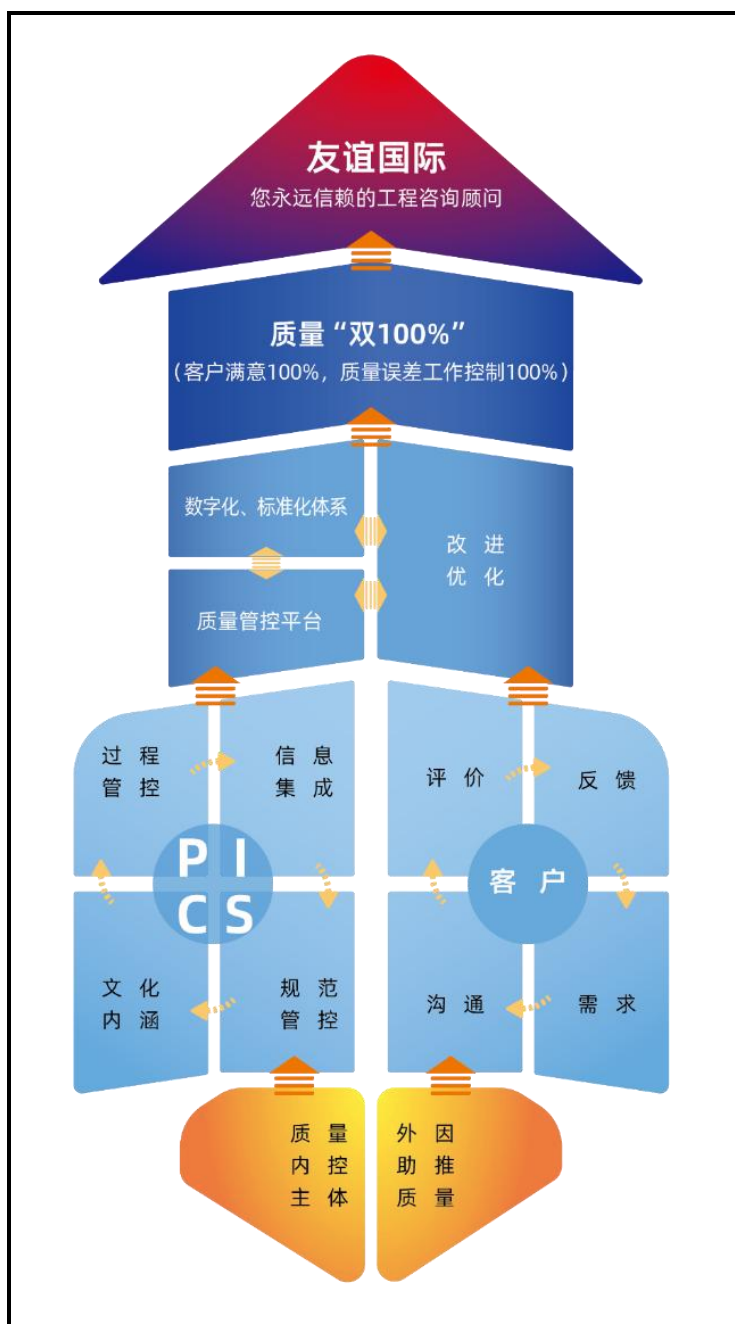 友谊国际
您永远信赖的工程咨询顾问
质量“双100%”
(客户满意100%，质量误差工作控制100%)
数字化、标准化体系
质量管控平台
改 进
优 化
过 程
管 控
信 息
集 成
P I
C S
文 化
内 涵
规 范
管 控
评 价
反 馈
客 户
沟 通
需 求
质 量
内 控
主 体
外 因
助 推
质 量